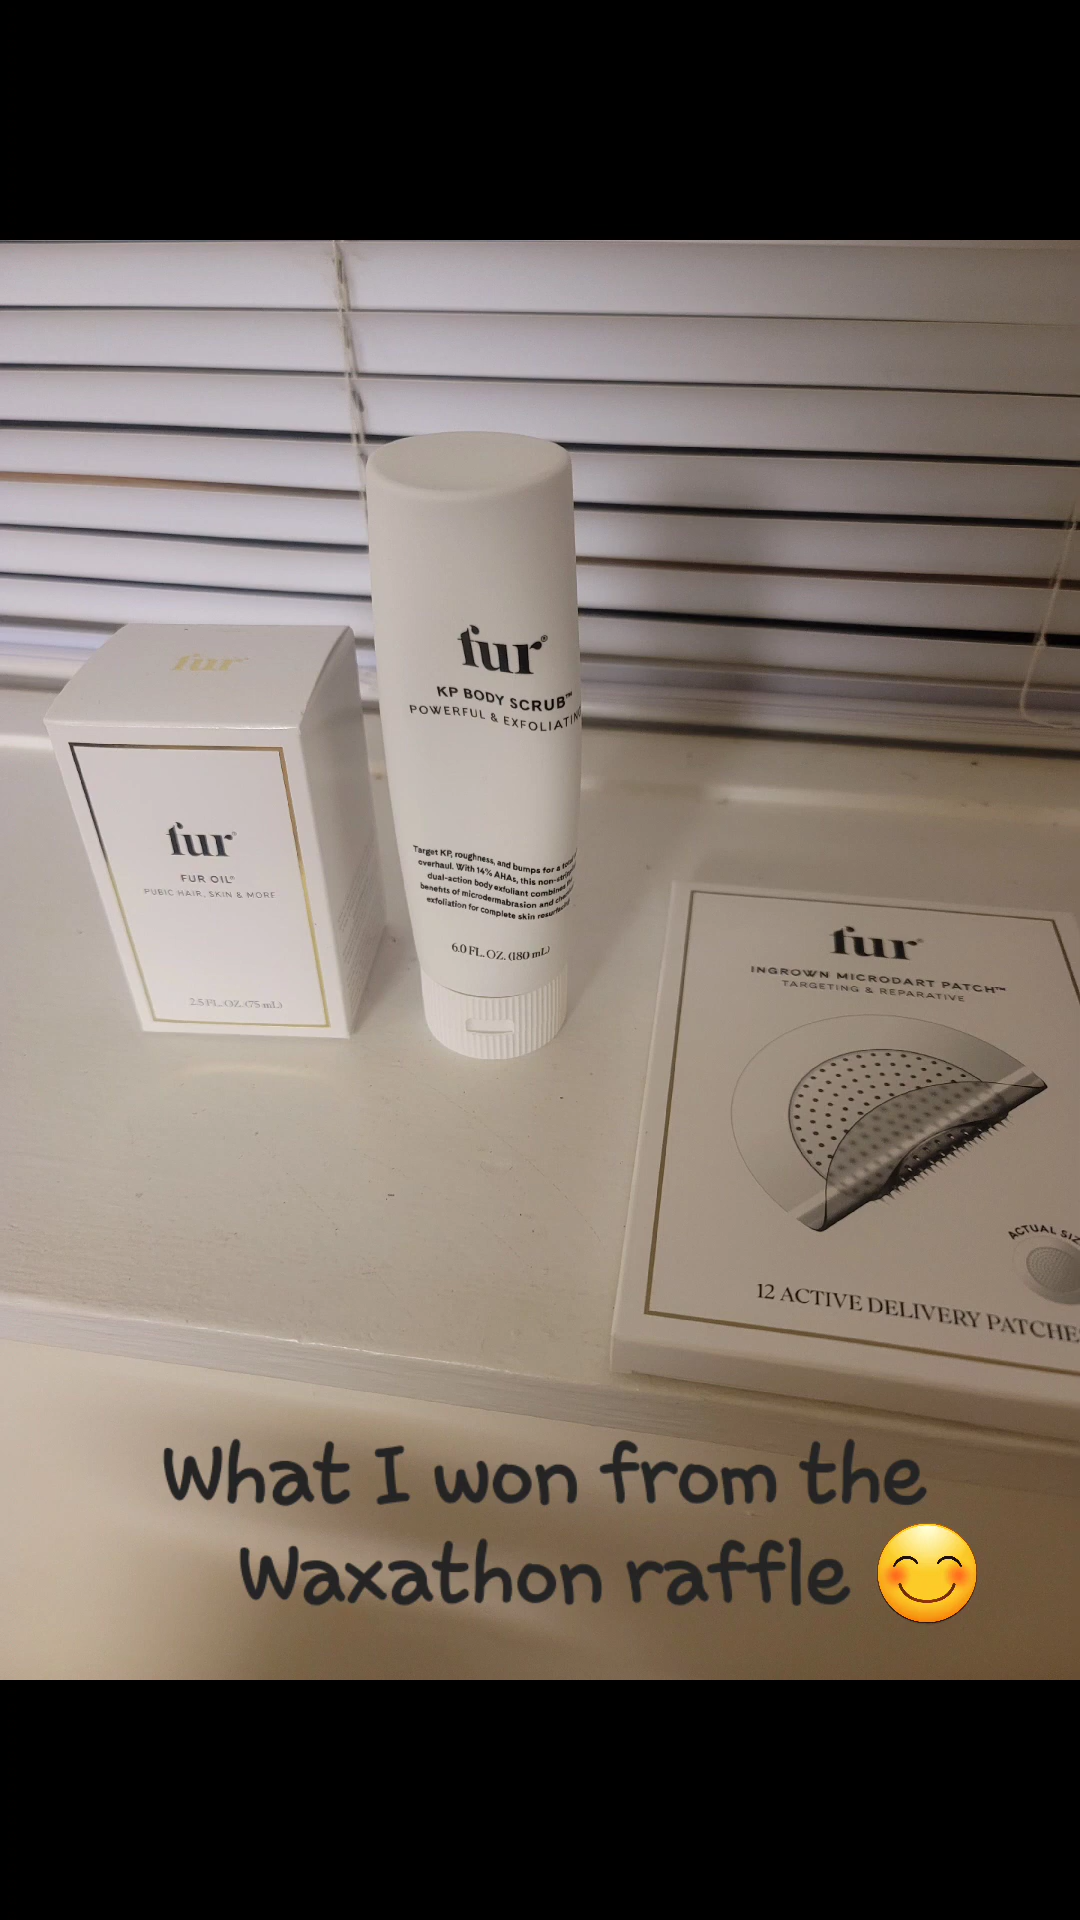 fur
fur
FUR OIL
PUBIC HAIR, SKIN & MORE
2.5 FL. OZ. (75 mL)
fur®
KP BODY SCRUB™
POWERFUL & EXFOLIATIN
Target KP, roughness, and bumps for a
overhaul. With 14% AHAs, this
dual-action body exfoliant combines
benefits of microdermabrasion and
exfoliation for complete skin
6.0 FL. OZ. (180 mL)
fur
INGROWN MICRODART PATCH™
TARGETING & REPARATIVE
ACTUAL SIZ
12 ACTIVE DELIVERY PATCHE
What I won from the
Waxathon raffle 😊